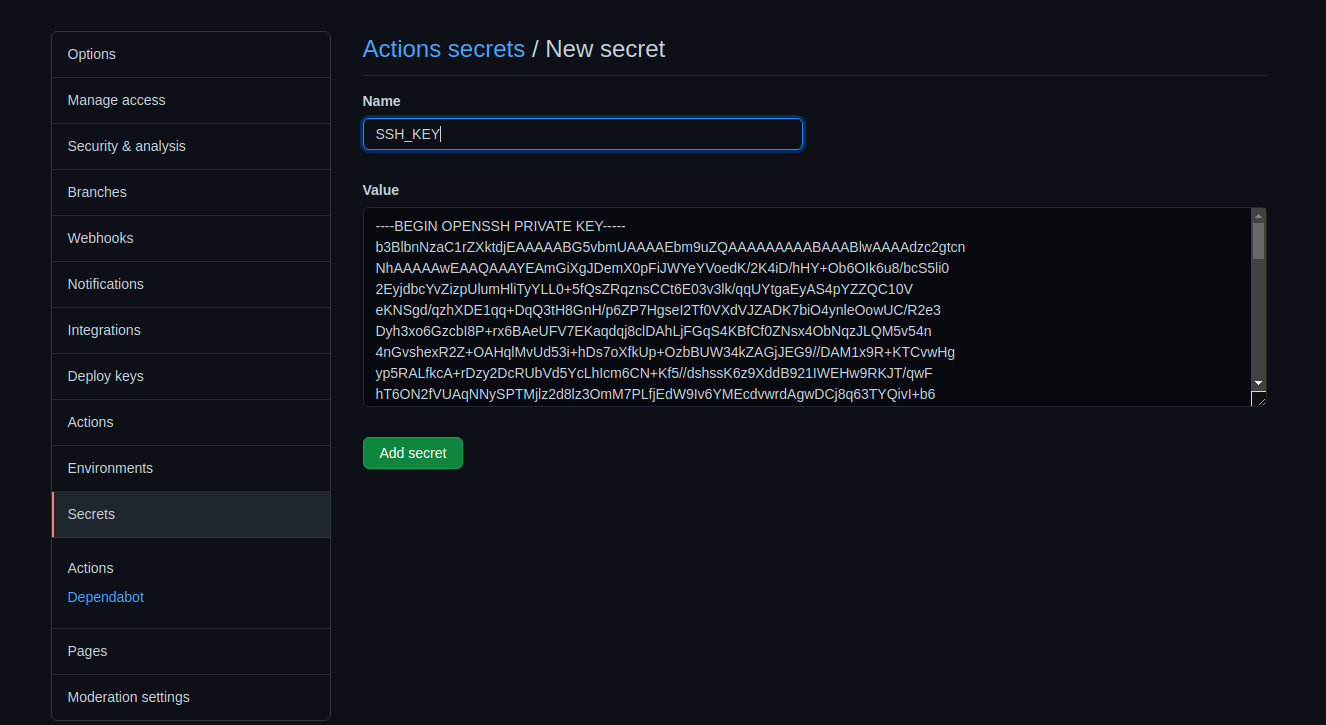 Options
Manage access
Security & analysis
Branches
Webhooks
Notifications
Integrations
Deploy keys
Actions
Environments
Secrets
Actions
Dependabot
Pages
Moderation settings
Actions secrets / New secret
Name
SSH_KEY
Value
----BEGIN OPENSSH PRIVATE KEY-----
b3BlbnNzaC1rZXktdjEAAAAABG5vbmUAAAAEbm9uZQAAAAAAAAABAAABlwAAAAdzc2gtcn
NhAAAAAwEAAQAAAYEAmGiXgJDemX0pFiJWYeYVoedK/2K4iD/hHY+Ob6OIk6u8/bcS5li0
2EyjdbcYvZizpUlumHliTyYLL0+5fQsZRqznsCCt6E03v3lk/qqUYtgaEyAS4pYZZQC10V
eKNSgd/qzhXDE1qq+DqQ3tH8GnH/p6ZP7HgseI2Tf0VXdVJZADK7biO4ynleOowUC/R2e3
Dyh3xo6GzcbI8P+rx6BAeUFV7EKaqdqj8clDAhLjFGqS4KBfCf0ZNsx4ObNqzJLQM5v54n
4nGvshexR2Z+OAHqlMvUd53i+hDs7oXfkUp+OzbBUW34kZAGjJEG9//DAM1x9R+KTCvwHg
yp5RALfkcA+rDzy2DcRUbVd5YcLhIcm6CN+Kf5//dshssK6z9XddB921IWEHw9RKJT/qwF
hT6ON2fVUAqNNySPTMjlz2d8lz3OmM7PLfjEdW9Iv6YMEcdvwrdAgwDCj8q63TYQivI+b6
Add secret